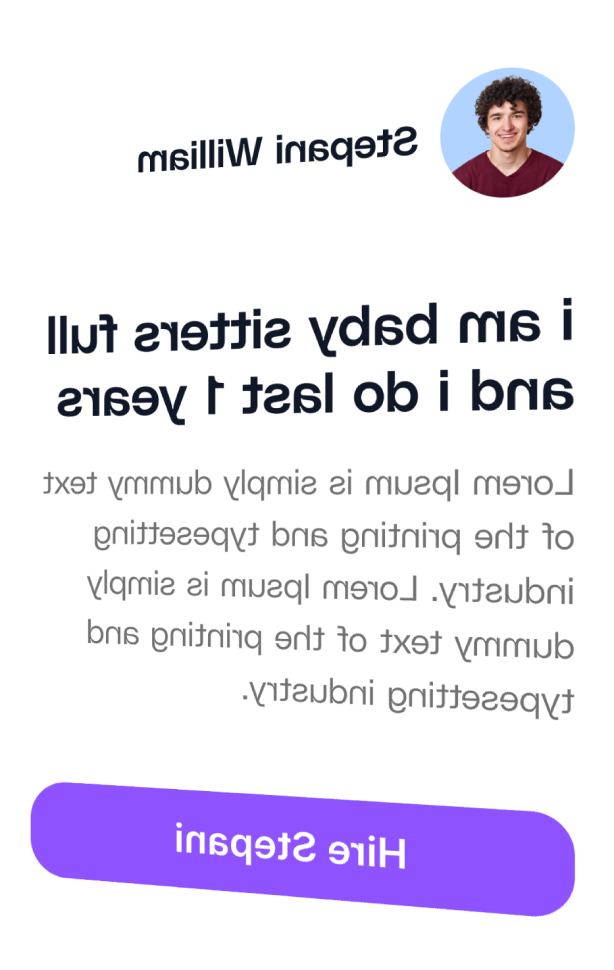 Stepani William
i am baby sitters full
and i do last 1 years
Lorem Ipsum is simply dummy text
of the printing and typesetting
industry. Lorem Ipsum is simply
dummy text of the printing and
typesetting industry.
Hire Stepani